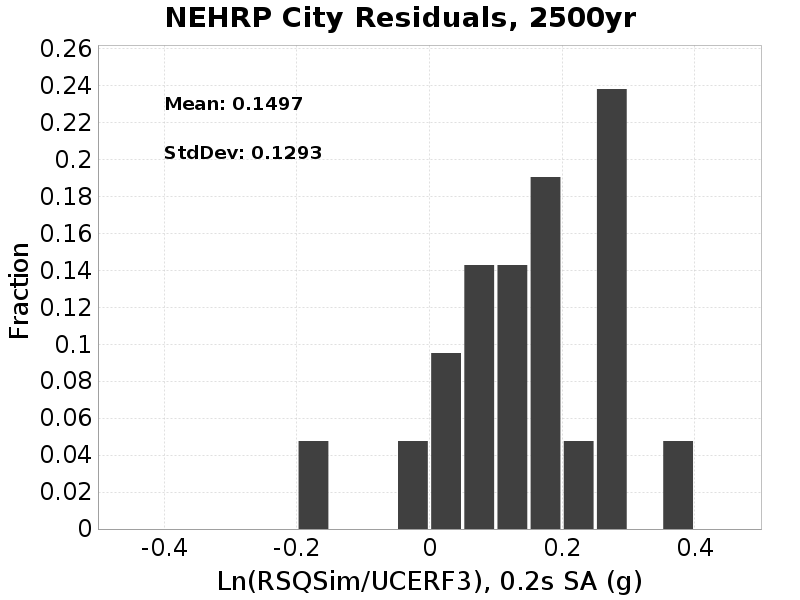 NEHRP City Residuals, 2500yr
0.26
0.24
0.22
0.2
0.18
0.16
0.14
0.12
0.1
0.08
0.06
0.04
0.02
0
Mean: 0.1497
StdDev: 0.1293
Fraction
-0.4 -0.2 0 0.2 0.4
Ln(RSQSim/UCERF3), 0.2s SA (g)